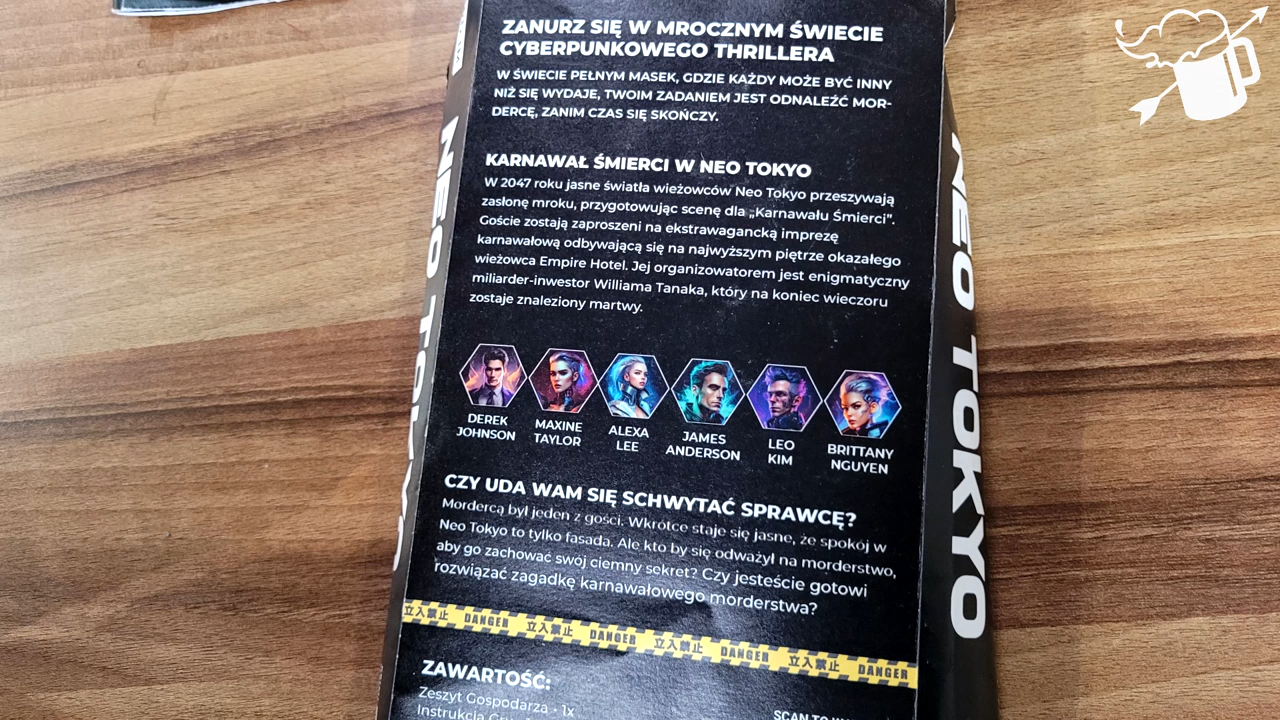 ZANURZ SIĘ W MROCZNYM ŚWIECIE
CYBERPUNKOWEGO THRILLERA
W ŚWIECIE PEŁNYM MASEK, GDZIE KAŻDY MOŻE BYĆ INNY
NIŻ SIĘ WYDAJE, TWOIM ZADANIEM JEST ODNALEŹĆ MOR-
DERCĘ, ZANIM CZAS SIĘ SKOŃCZY.
KARNAWAŁ ŚMIERCI W NEO TOKYO
W 2047 roku jasne światła wieżowców Neo Tokyo przeszywają
zasłonę mroku, przygotowując scenę dla „Karnawału Śmierci”.
Goście zostają zaproszeni na ekstrawagancką imprezę
karnawałową odbywającą się na najwyższym piętrze okazałego
wieżowca Empire Hotel. Jej organizatorem jest enigmatyczny
miliarder-inwestor Williama Tanaka, który na koniec wieczoru
zostaje znaleziony martwy.
DEREK
JOHNSON
MAXINE
TAYLOR
ALEXA
LEE
JAMES
ANDERSON
LEO
KIM
BRITTANY
NGUYEN
CZY UDA WAM SIĘ SCHWYTAĆ SPRAWCĘ?
Mordercą był jeden z gości. Wkrótce staje się jasne, że spokój w
Neo Tokyo to tylko fasada. Ale kto by się odważył na morderstwo,
aby go zachować swój ciemny sekret? Czy jesteście gotowi
rozwiązać zagadkę karnawałowego morderstwa?
立入禁止 DANGER 立入禁止 DANGER 立入禁止 DANGER 立入禁止 DANGER
ZAWARTOŚĆ:
Zeszyt Gospodarza • 1x
Instrukcja
SCAN TO
NEO TOKYO
NEO TOKYO